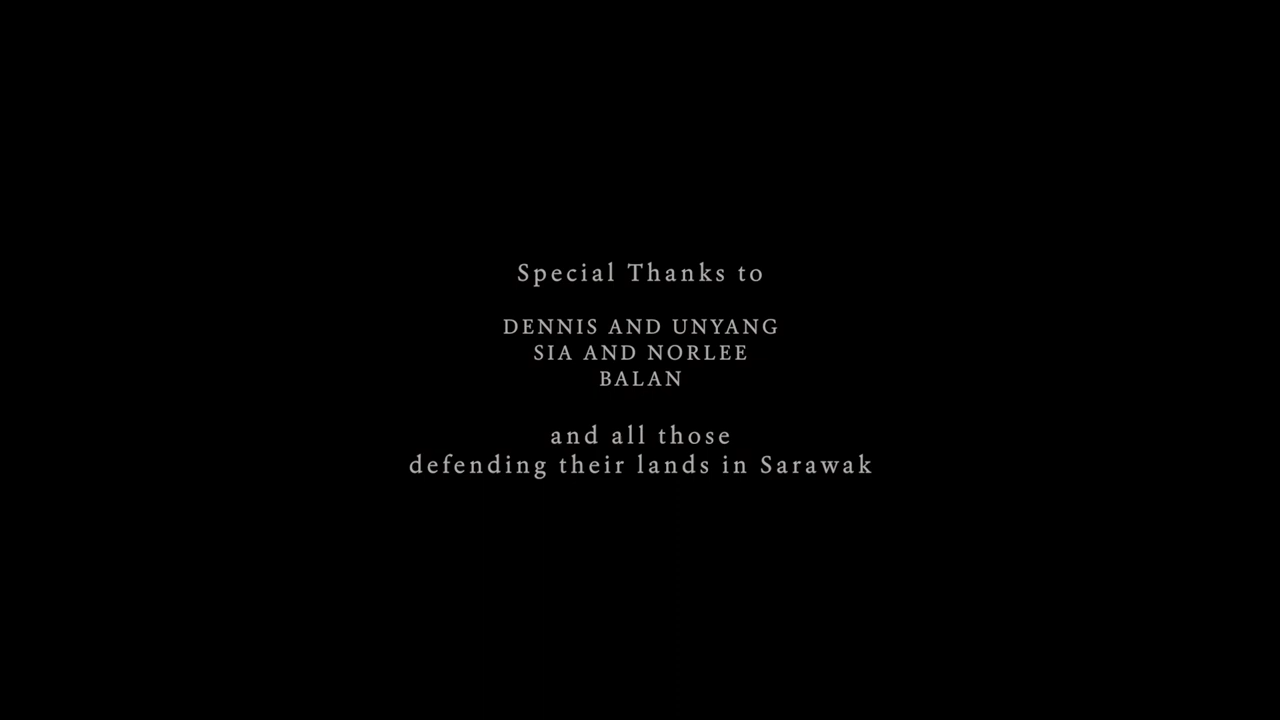 Special Thanks to
DENNIS AND UNYANG
SIA AND NORLEE
BALAN
and all those
defending their lands in Sarawak